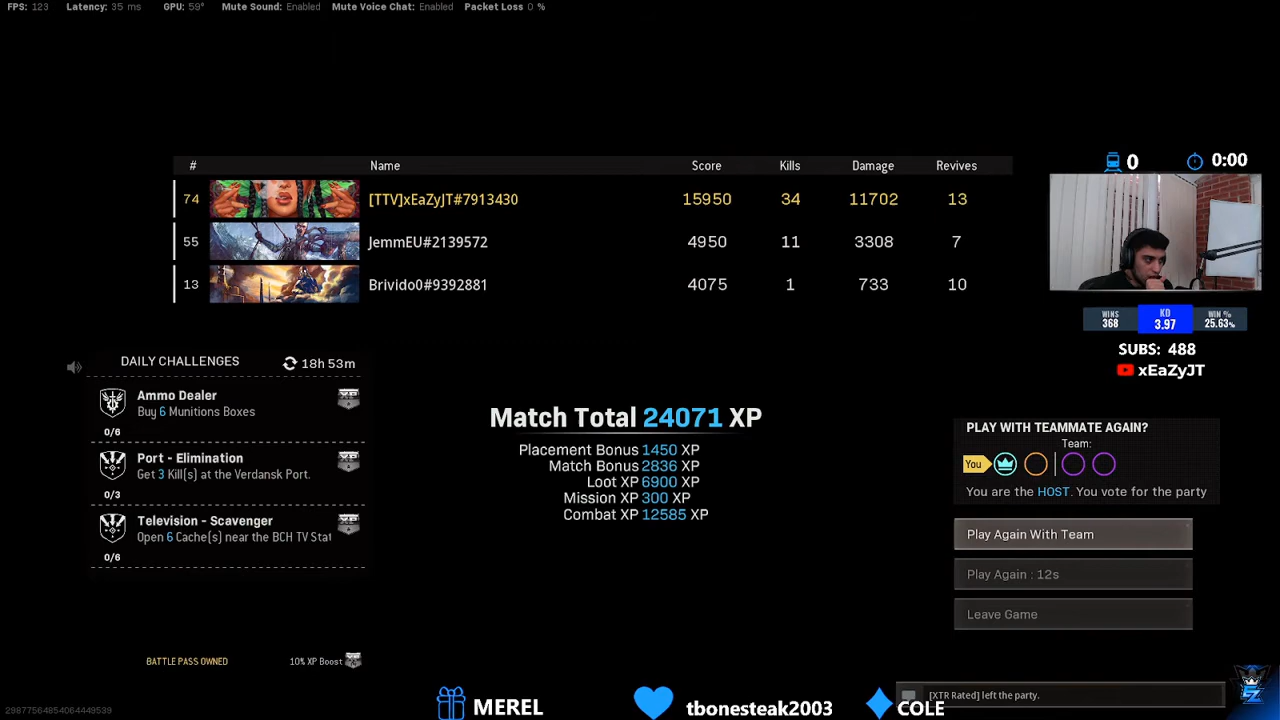 FPS: 123 Latency: 35 ms GPU: 59° Mute Sound: Enabled Mute Voice Chat: Enabled Packet Loss 0 %
# Name Score Kills Damage Revives
74 [TTV]xEaZyJT#7913430 15950 34 11702 13
55 JemmEU#2139572 4950 11 3308 7
13 Brivido0#9392881 4075 1 733 10
0 0:00
WINS KD WIN %
368 3.97 25.63%
SUBS: 488
xEaZyJT
DAILY CHALLENGES 18h 53m
Ammo Dealer
Buy 6 Munitions Boxes
0/6
Port - Elimination
Get 3 Kill(s) at the Verdansk Port.
0/3
Television - Scavenger
Open 6 Cache(s) near the BCH TV Stat
0/6
BATTLE PASS OWNED 10% XP Boost
Match Total 24071 XP
Placement Bonus 1450 XP
Match Bonus 2836 XP
Loot XP 6900 XP
Mission XP 300 XP
Combat XP 12585 XP
PLAY WITH TEAMMATE AGAIN?
Team:
You
You are the HOST. You vote for the party
Play Again With Team
Play Again : 12s
Leave Game
[XTR Rated] left the party.
MEREL tbonesteak2003 COLE
29877564854064449539